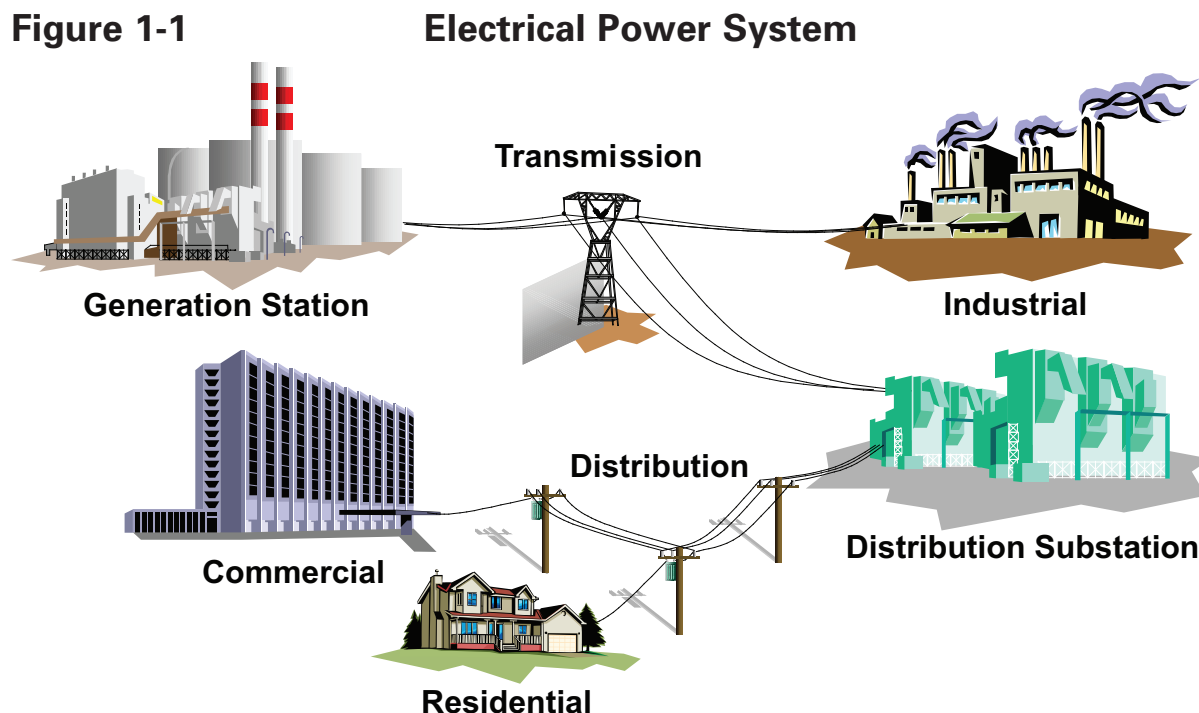 Figure 1-1
Electrical Power System
Transmission
Generation Station
Industrial
Distribution
Commercial
Distribution Substation
Residential